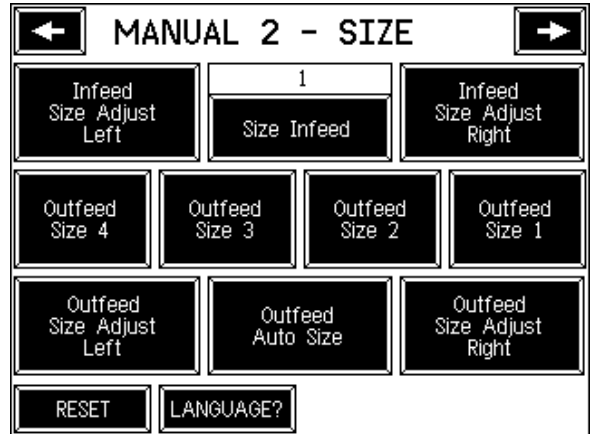 MANUAL 2 - SIZE
Infeed
Size Adjust
Left
1
Size Infeed
Infeed
Size Adjust
Right
Outfeed
Size 4
Outfeed
Size 3
Outfeed
Size 2
Outfeed
Size 1
Outfeed
Size Adjust
Left
Outfeed
Auto Size
Outfeed
Size Adjust
Right
RESET
LANGUAGE?